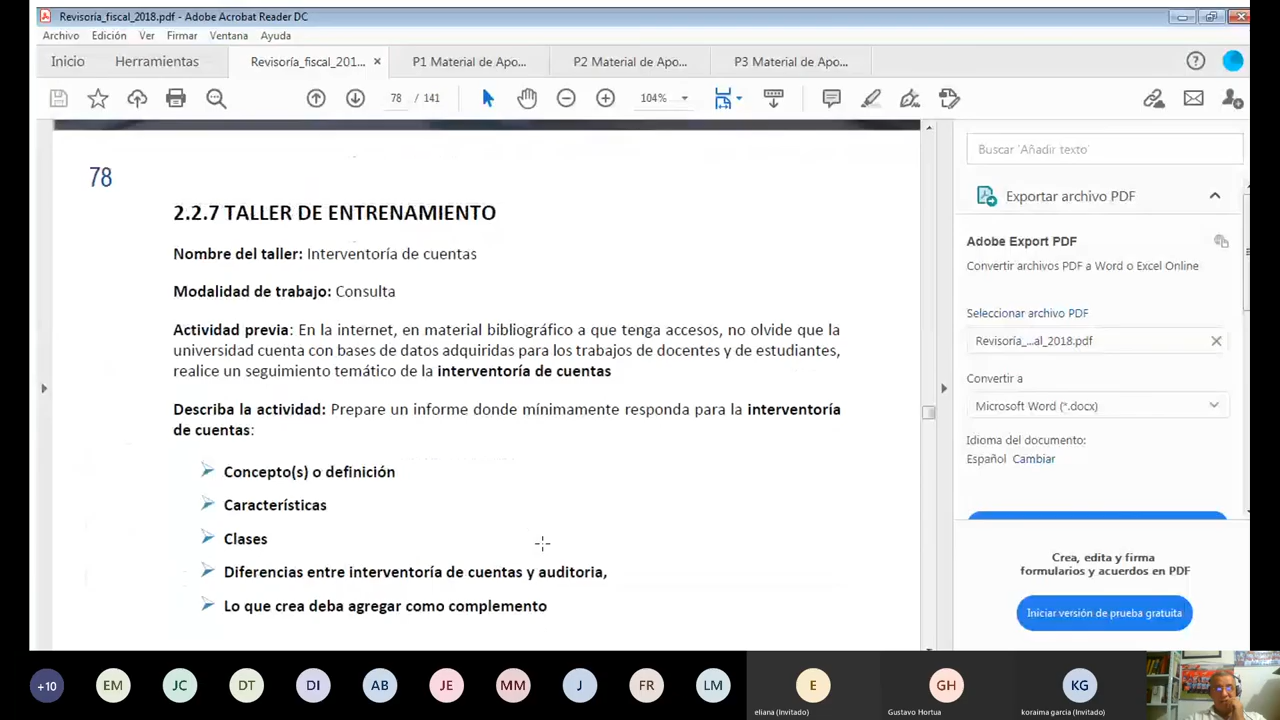 Revisoría_fiscal_2018.pdf - Adobe Acrobat Reader DC
Archivo Edición Ver Firmar Ventana Ayuda
Inicio Herramientas Revisoría_fiscal_201... × P1 Material de Apo... P2 Material de Apo... P3 Material de Apo...
78 / 141 104%
78
2.2.7 TALLER DE ENTRENAMIENTO
Nombre del taller: Interventoría de cuentas
Modalidad de trabajo: Consulta
Actividad previa: En la internet, en material bibliográfico a que tenga accesos, no olvide que la
universidad cuenta con bases de datos adquiridas para los trabajos de docentes y de estudiantes,
realice un seguimiento temático de la interventoría de cuentas
Describa la actividad: Prepare un informe donde mínimamente responda para la interventoría
de cuentas:
Concepto(s) o definición
Características
Clases
Diferencias entre interventoría de cuentas y auditoria,
Lo que crea deba agregar como complemento
Buscar 'Añadir texto'
Exportar archivo PDF
Adobe Export PDF
Convertir archivos PDF a Word o Excel Online
Seleccionar archivo PDF
Revisoría_...al_2018.pdf
Convertir a
Microsoft Word (*.docx)
Idioma del documento:
Español Cambiar
Crea, edita y firma
formularios y acuerdos en PDF
Iniciar versión de prueba gratuita
+10 EM JC DT DI AB JE MM J FR LM E GH KG
eliana (Invitado) Gustavo Hortua koraima garcia (Invitado)